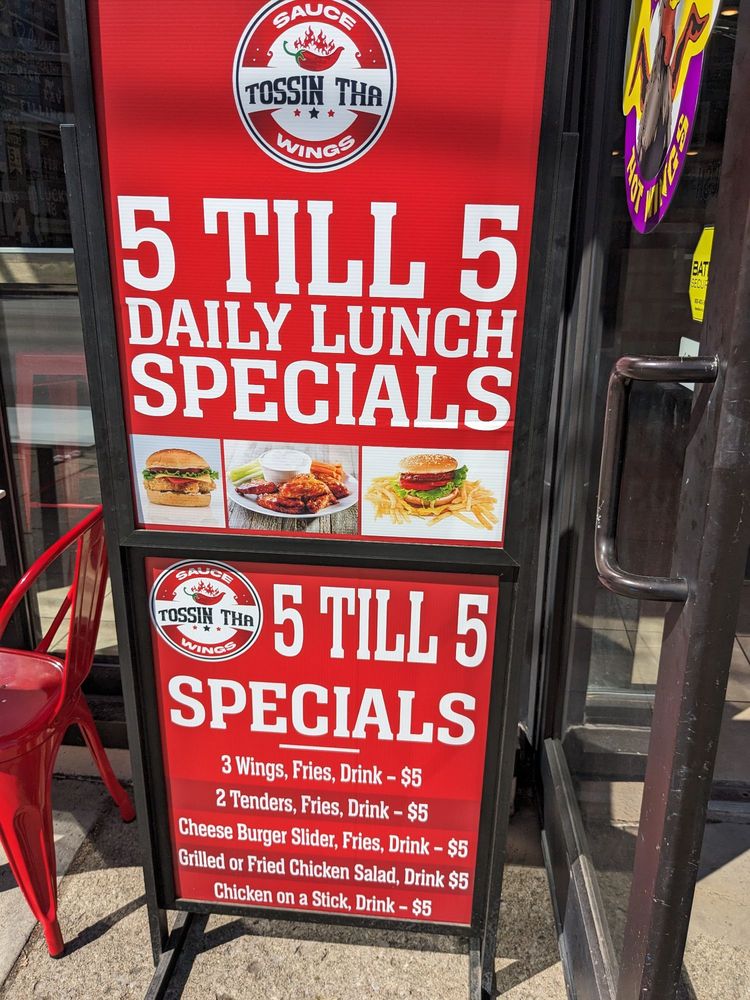 SAUCE
TOSSIN THA
WINGS
5 TILL 5
DAILY LUNCH
SPECIALS
SAUCE
TOSSIN THA
WINGS
5 TILL 5
SPECIALS
3 Wings, Fries, Drink – $5
2 Tenders, Fries, Drink – $5
Cheese Burger Slider, Fries, Drink – $5
Grilled or Fried Chicken Salad, Drink $5
Chicken on a Stick, Drink – $5
HOT WING'S